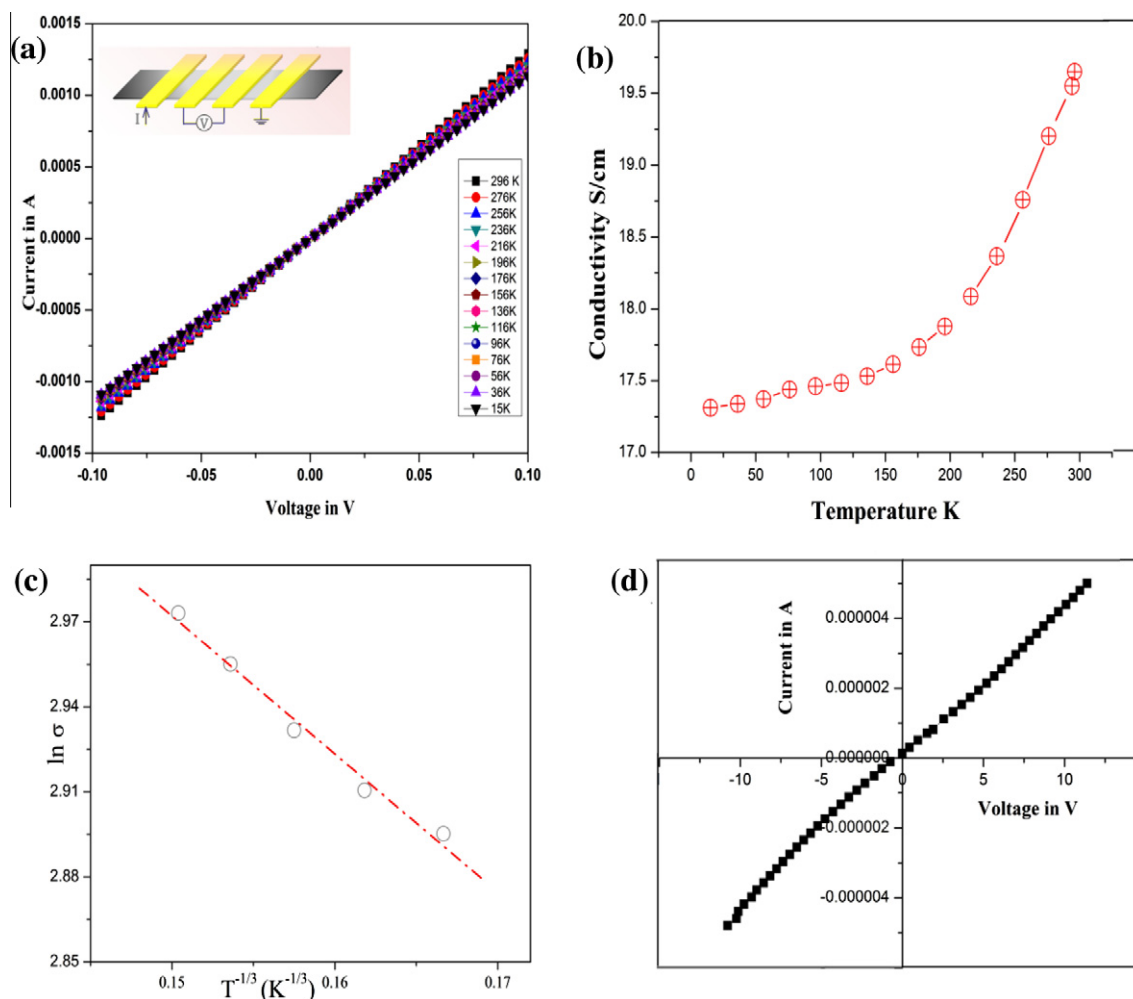 (a)
0.0015
0.0010
0.0005
0.0000
-0.0005
-0.0010
-0.0015
Current in A
I
V
296 K
276K
256K
236K
216K
196K
176K
156K
136K
116K
96K
76K
56K
36K
15K
-0.10 -0.05 0.00 0.05 0.10
Voltage in V
(b)
20.0
19.5
19.0
18.5
18.0
17.5
17.0
Conductivity S/cm
0 50 100 150 200 250 300
Temperature K
(c)
2.97
2.94
2.91
2.88
2.85
ln σ
0.15 0.16 0.17
T⁻¹/³ (K⁻¹/³)
(d)
Current in A
0.000004
0.000002
0.000000
-0.000002
-0.000004
-10 -5 0 5 10
Voltage in V